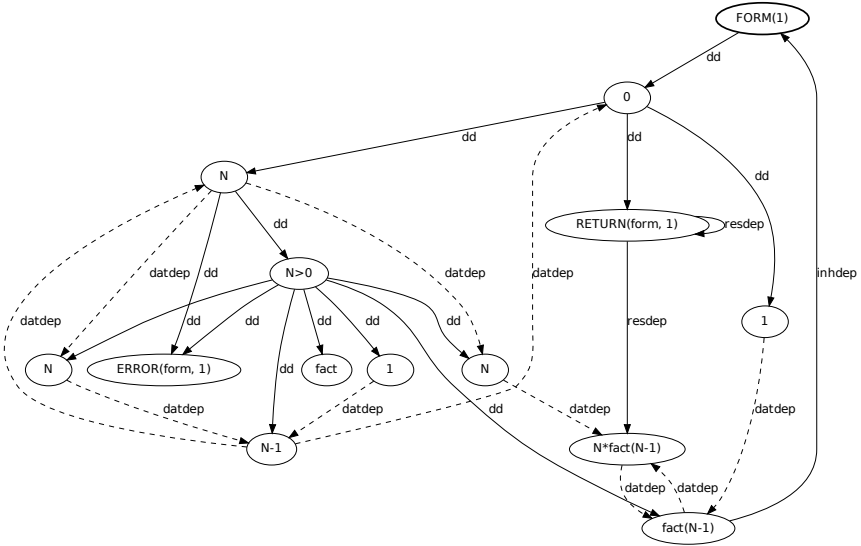 FORM(1)
dd
0
dd
dd
N
dd
RETURN(form, 1)
resdep
dd
datdep
dd
datdep
datdep
N>0
inhdep
datdep
dd
dd
dd
dd
dd
resdep
1
N
ERROR(form, 1)
dd
fact
1
N
datdep
datdep
dd
datdep
datdep
N-1
N*fact(N-1)
datdep
datdep
fact(N-1)